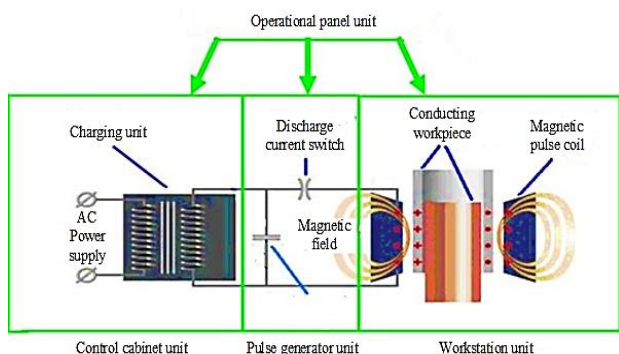 Operational panel unit
Charging unit
Discharge
current switch
Conducting
workpiece
Magnetic
pulse coil
AC
Power
supply
Magnetic
field
Control cabinet unit
Pulse generator unit
Workstation unit